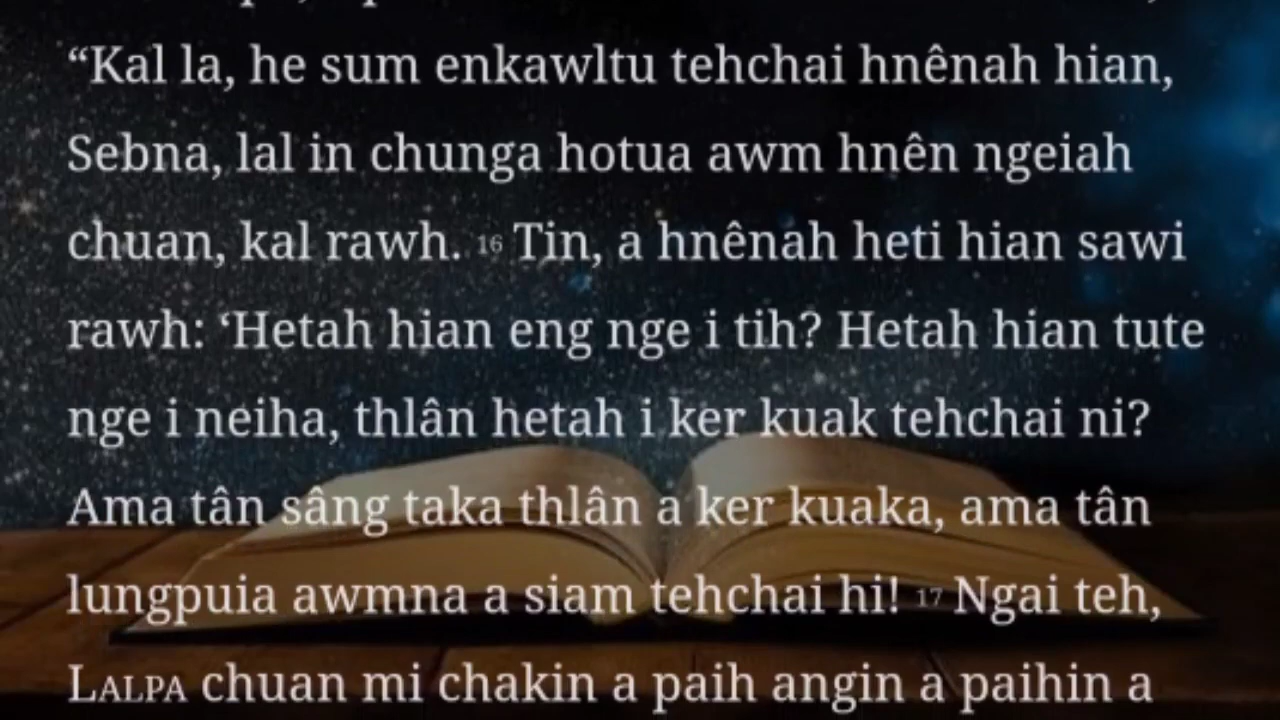 “Kal la, he sum enkawltu tehchai hnênah hian,
Sebna, lal in chunga hotua awm hnên ngeiah
chuan, kal rawh. 16 Tin, a hnênah heti hian sawi
rawh: ‘Hetah hian eng nge i tih? Hetah hian tute
nge i neiha, thlân hetah i ker kuak tehchai ni?
Ama tân sâng taka thlân a ker kuaka, ama tân
lungpuia awmna a siam tehchai hi! 17 Ngai teh,
LALPA chuan mi chakin a paih angin a paihin a